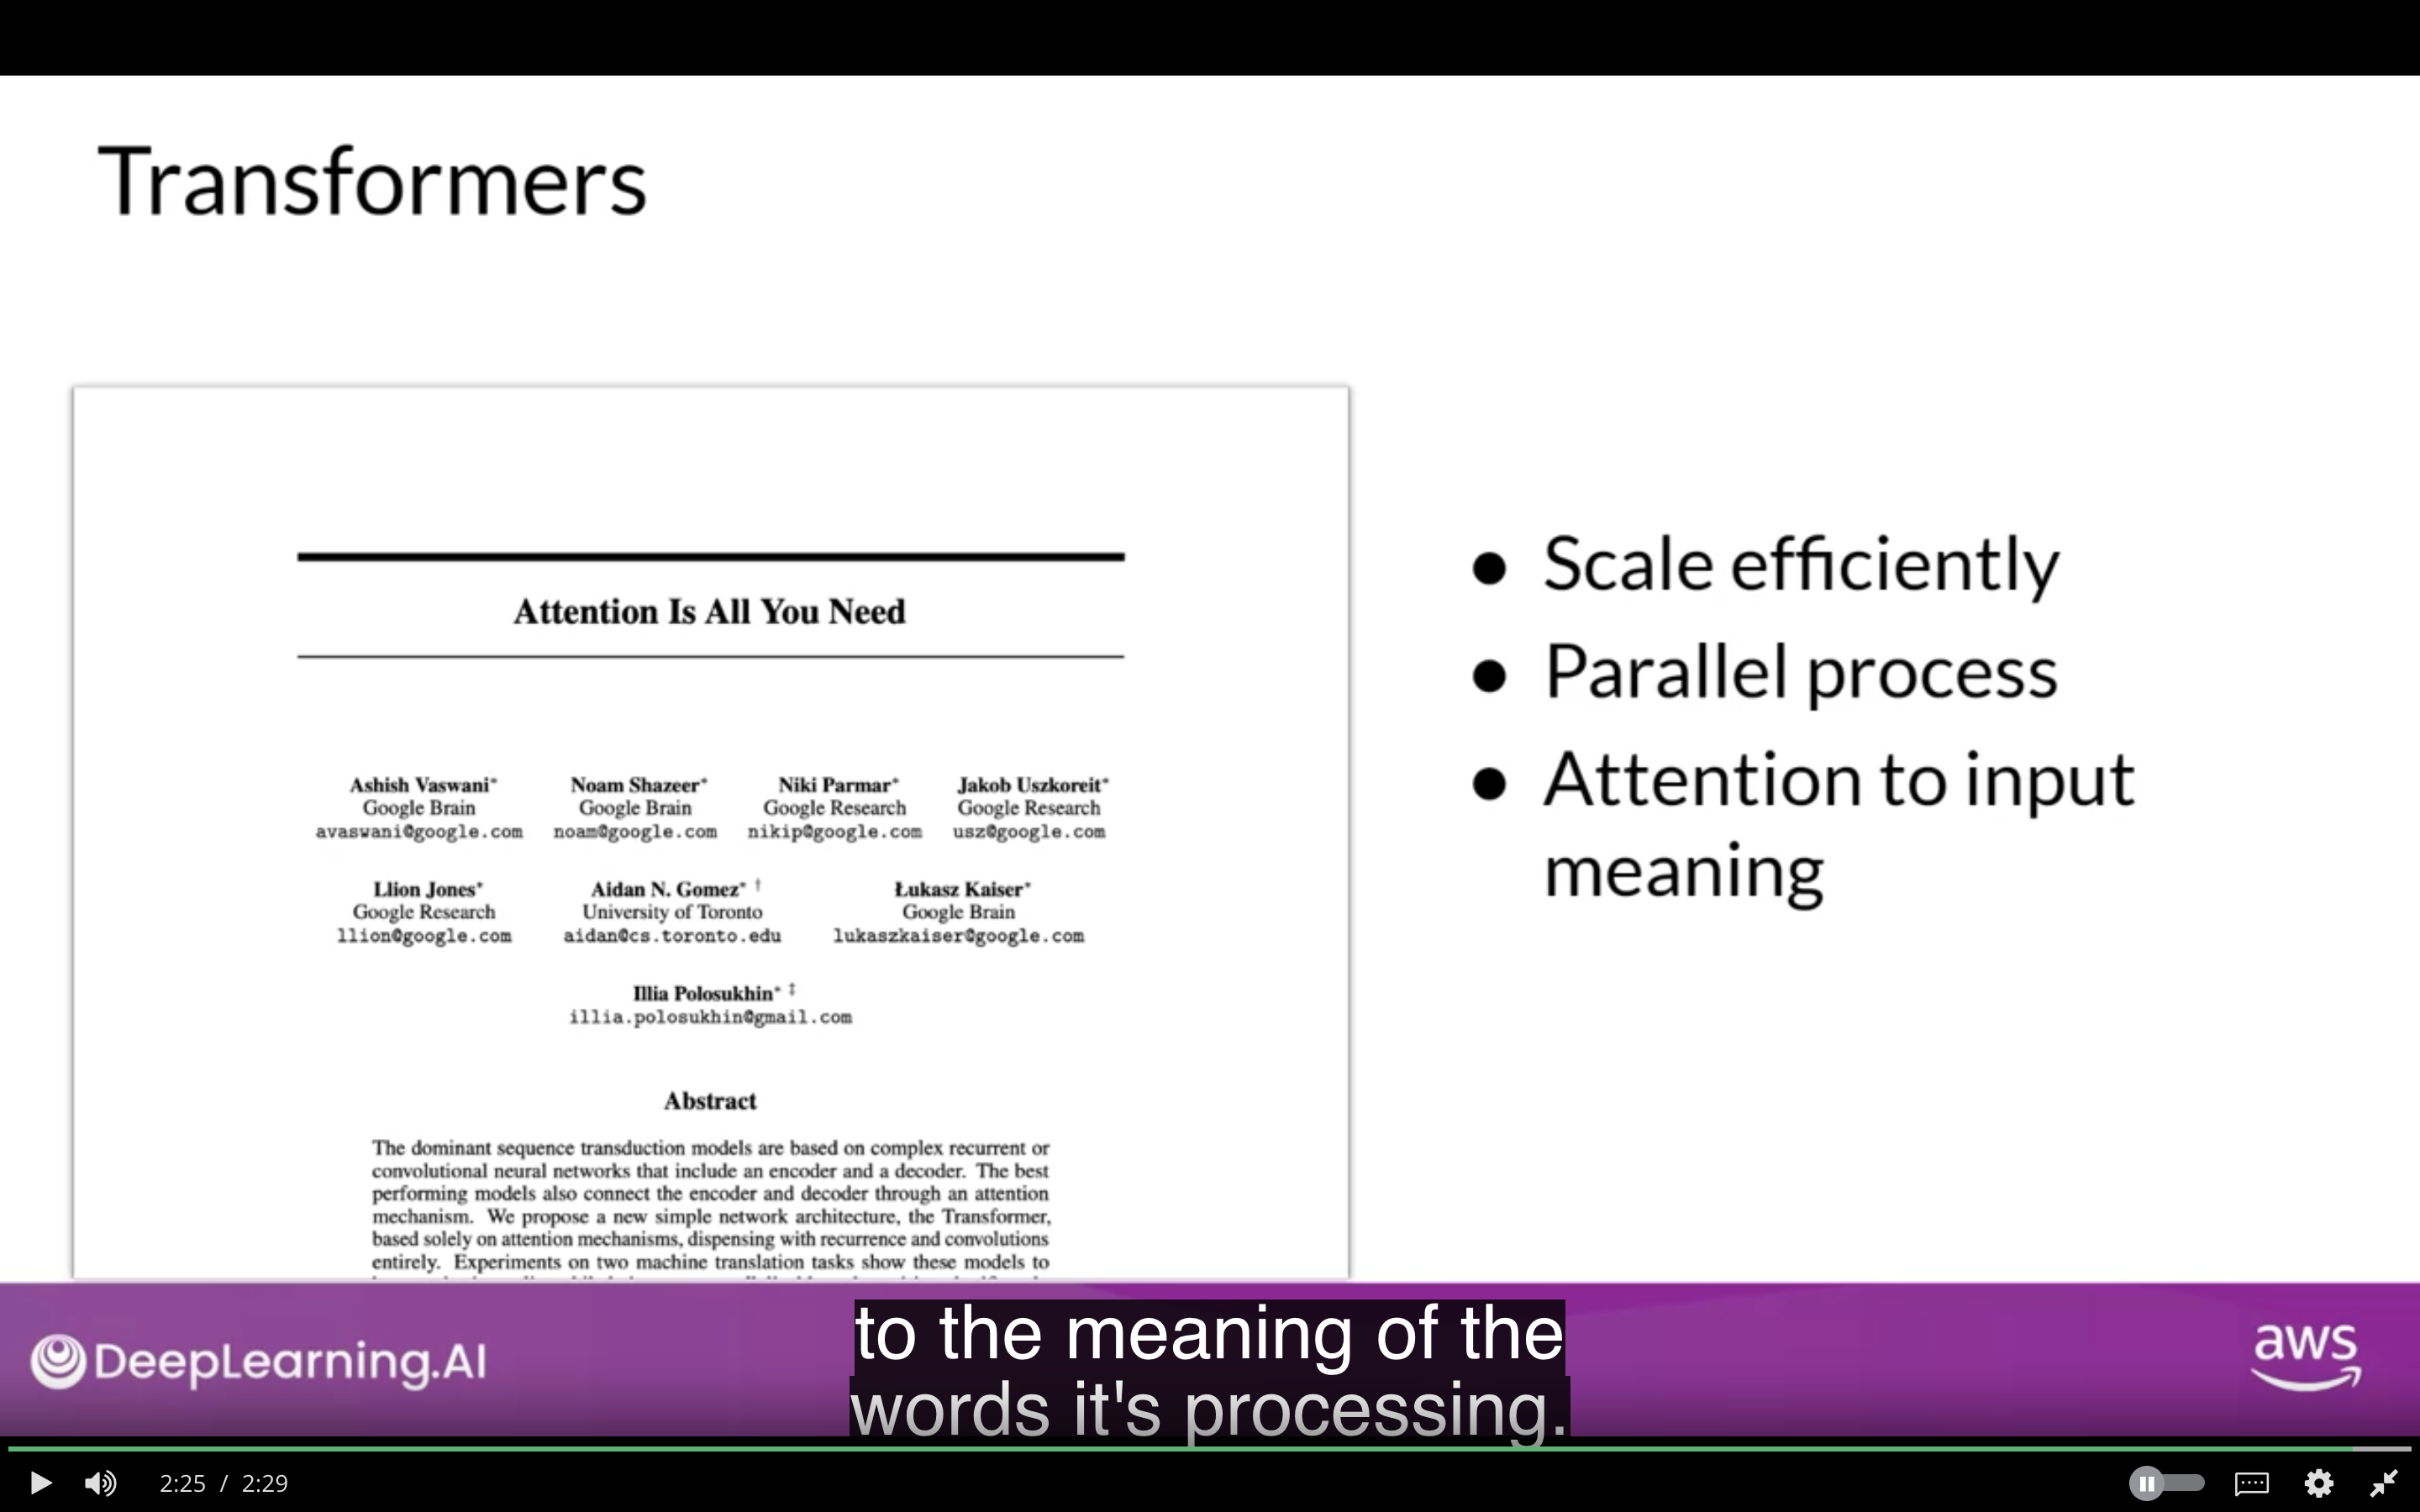 Transformers
Attention Is All You Need
Ashish Vaswani* Noam Shazeer* Niki Parmar* Jakob Uszkoreit*
Google Brain Google Brain Google Research Google Research
avaswani@google.com noam@google.com nikip@google.com usz@google.com
Llion Jones* Aidan N. Gomez* † Łukasz Kaiser*
Google Research University of Toronto Google Brain
llion@google.com aidan@cs.toronto.edu lukaszkaiser@google.com
Illia Polosukhin* ‡
illia.polosukhin@gmail.com
Abstract
The dominant sequence transduction models are based on complex recurrent or
convolutional neural networks that include an encoder and a decoder. The best
performing models also connect the encoder and decoder through an attention
mechanism. We propose a new simple network architecture, the Transformer,
based solely on attention mechanisms, dispensing with recurrence and convolutions
entirely. Experiments on two machine translation tasks show these models to
● Scale efficiently
● Parallel process
● Attention to input
meaning
DeepLearning.AI
to the meaning of the
words it's processing.
aws
2:25 / 2:29